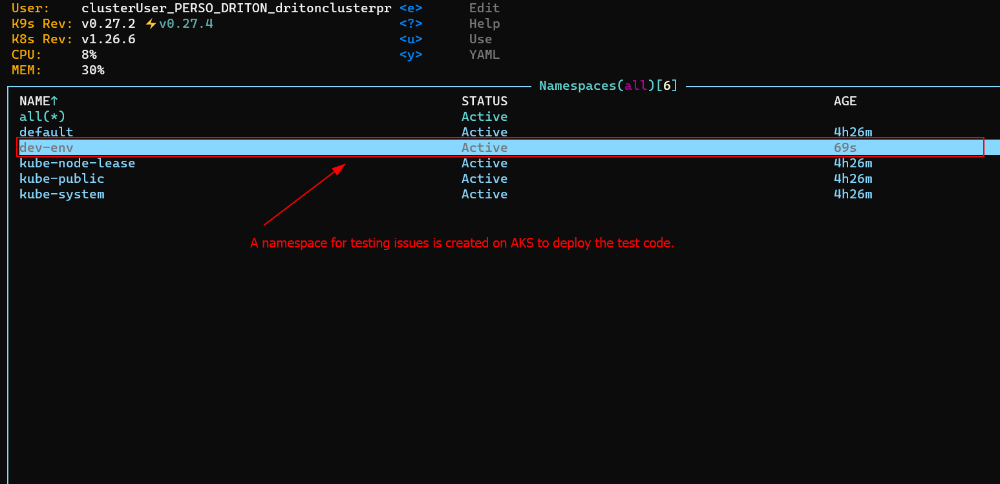 User: clusterUser_PERSO_DRITON_dritonclusterpr <e> Edit
K9s Rev: v0.27.2 ⚡v0.27.4 <?> Help
K8s Rev: v1.26.6 <u> Use
CPU: 8% <y> YAML
MEM: 30%
Namespaces(all)[6]
NAME↑ STATUS AGE
all(*) Active
default Active 4h26m
dev-env Active 69s
kube-node-lease Active 4h26m
kube-public Active 4h26m
kube-system Active 4h26m
A namespace for testing issues is created on AKS to deploy the test code.